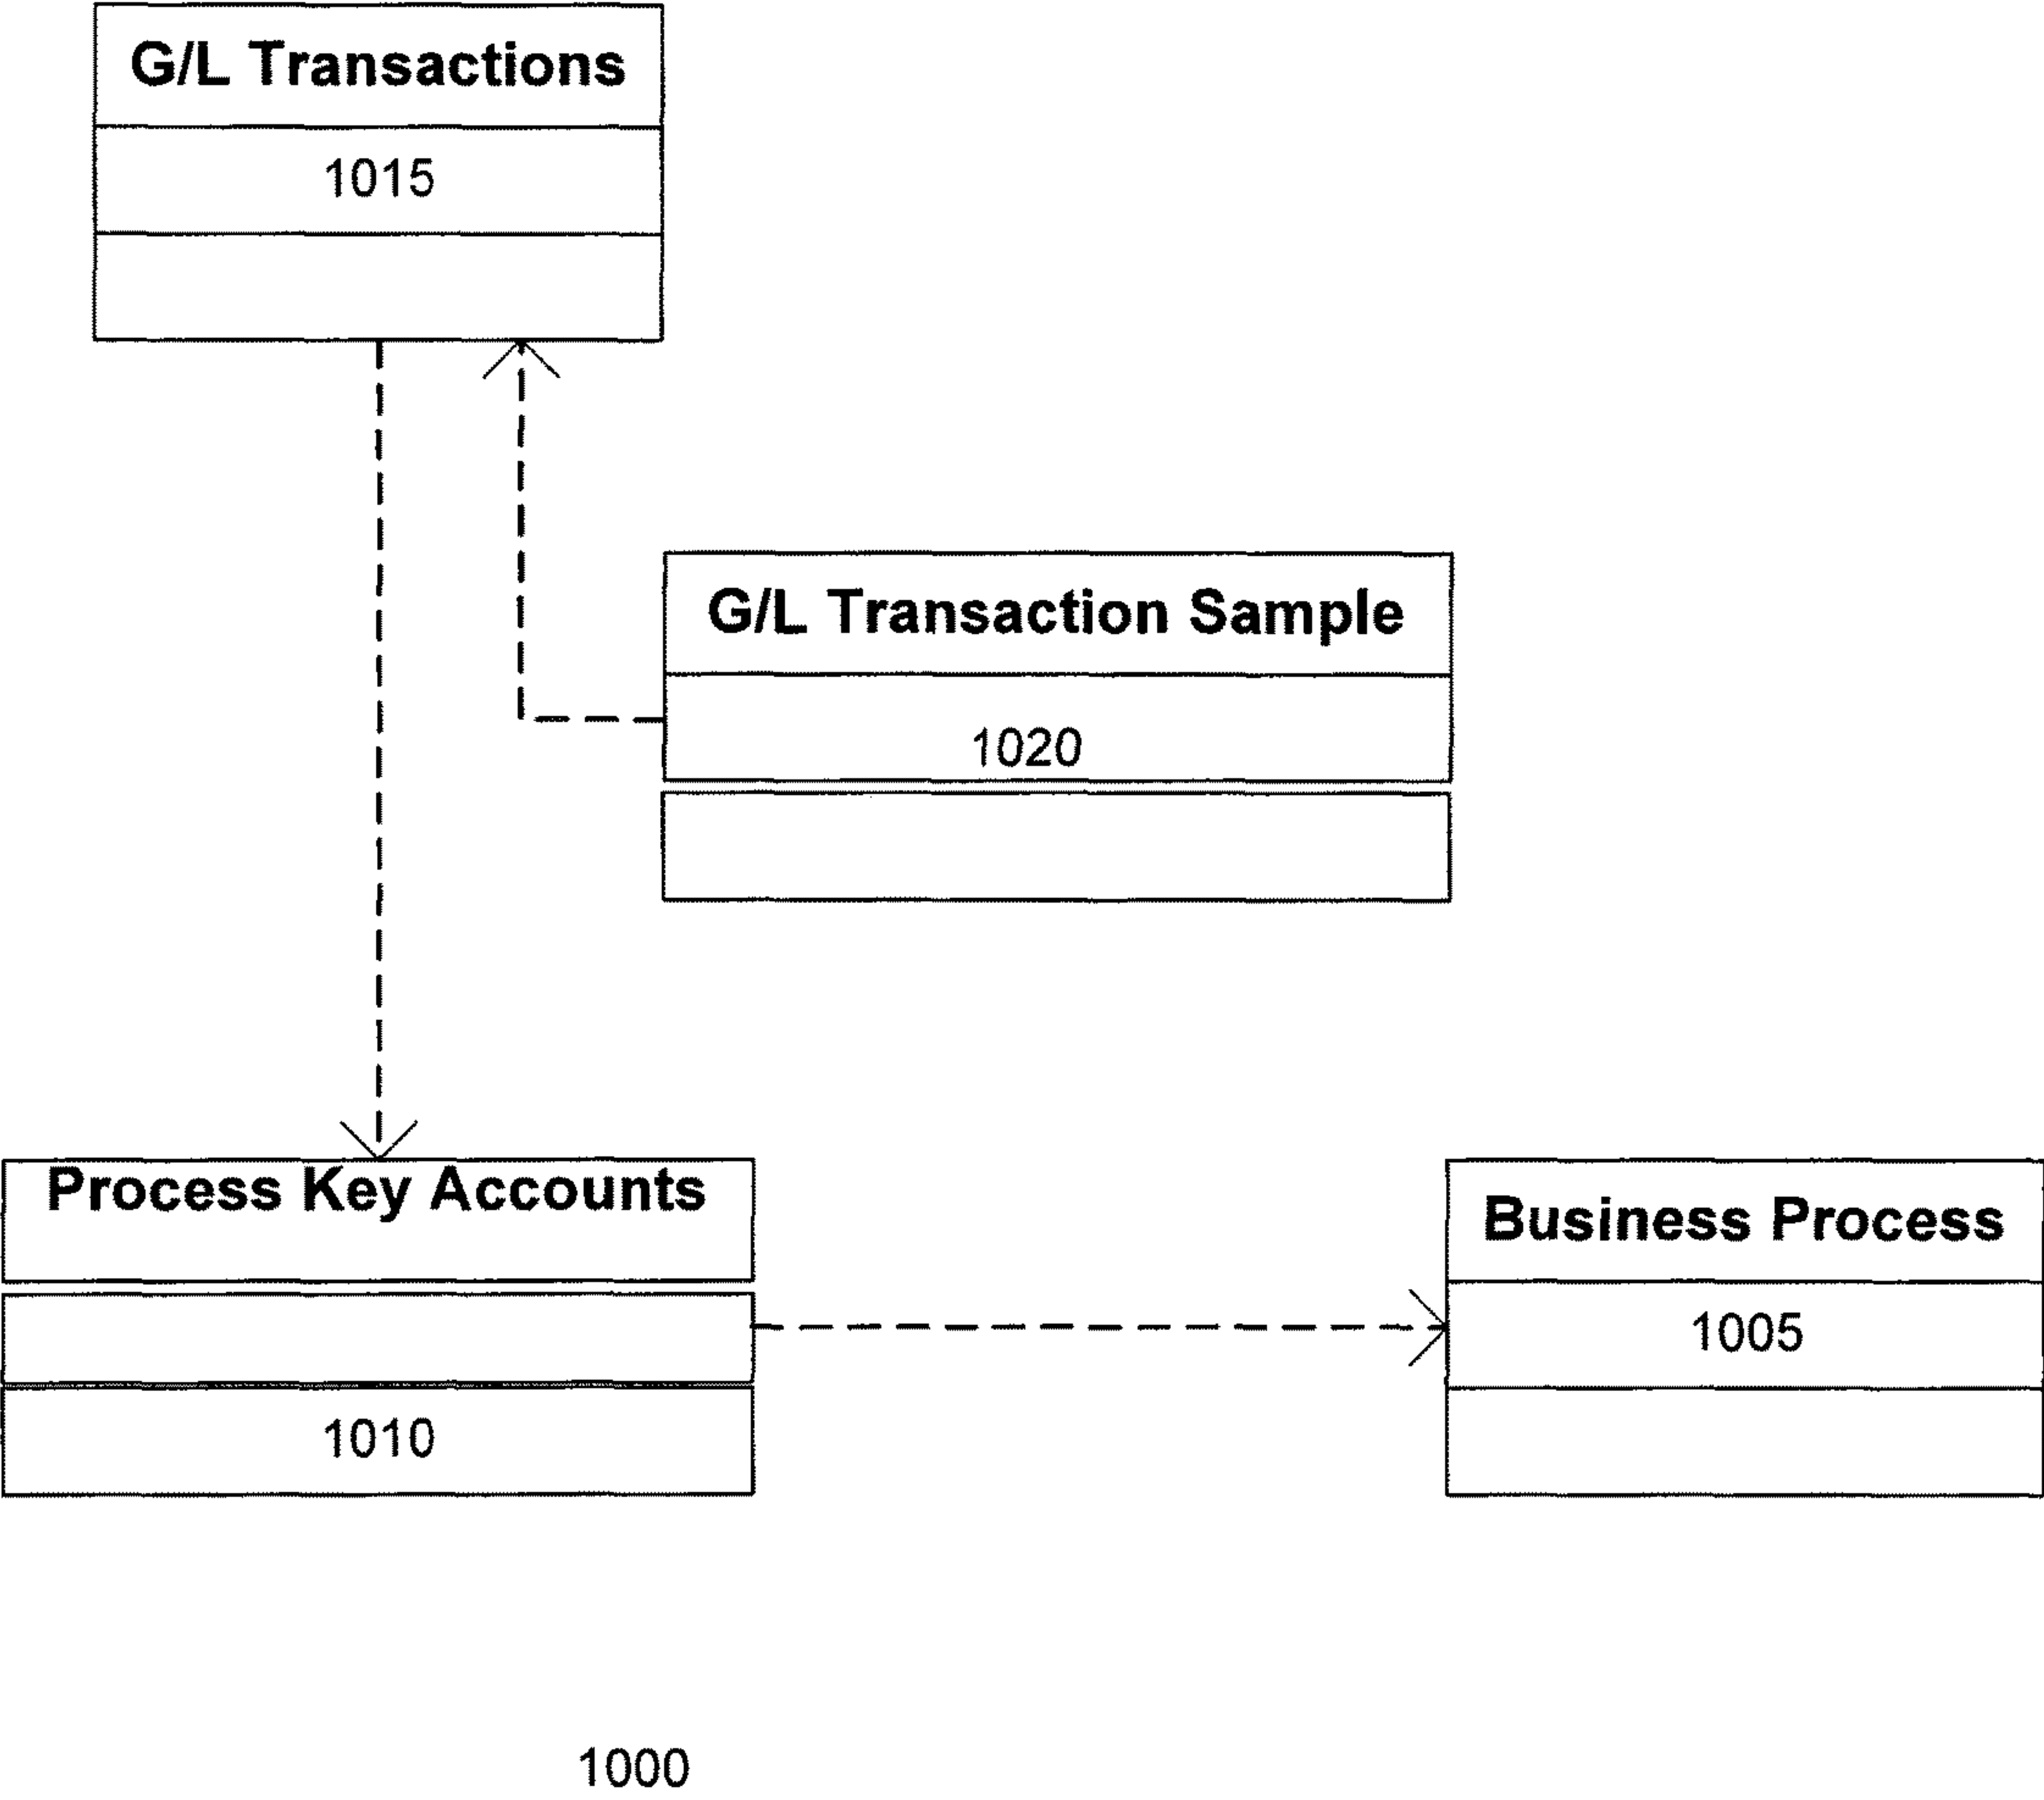 G/L Transactions
1015
G/L Transaction Sample
1020
Process Key Accounts
1010
Business Process
1005
1000